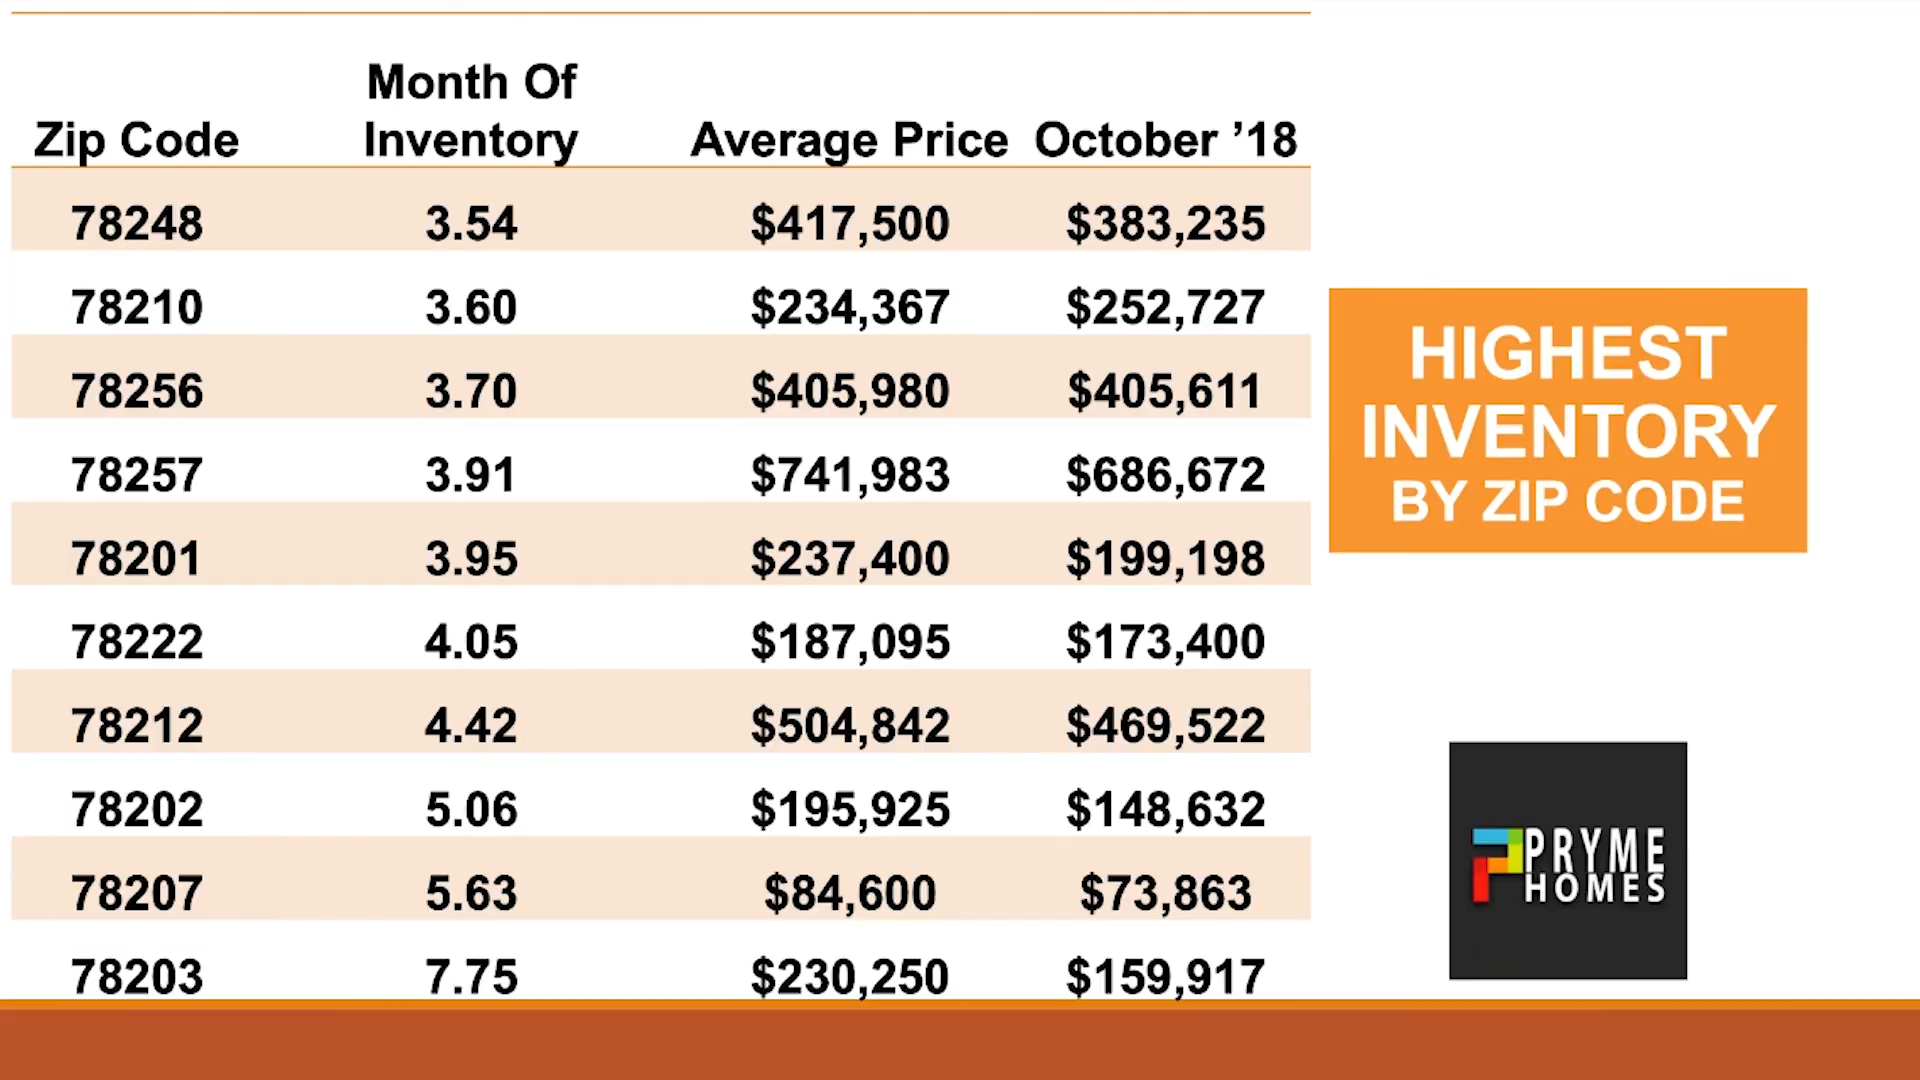 Zip Code Month Of Inventory Average Price October ’18
78248 3.54 $417,500 $383,235
78210 3.60 $234,367 $252,727
78256 3.70 $405,980 $405,611
78257 3.91 $741,983 $686,672
78201 3.95 $237,400 $199,198
78222 4.05 $187,095 $173,400
78212 4.42 $504,842 $469,522
78202 5.06 $195,925 $148,632
78207 5.63 $84,600 $73,863
78203 7.75 $230,250 $159,917
HIGHEST
INVENTORY
BY ZIP CODE
PRYME
HOMES